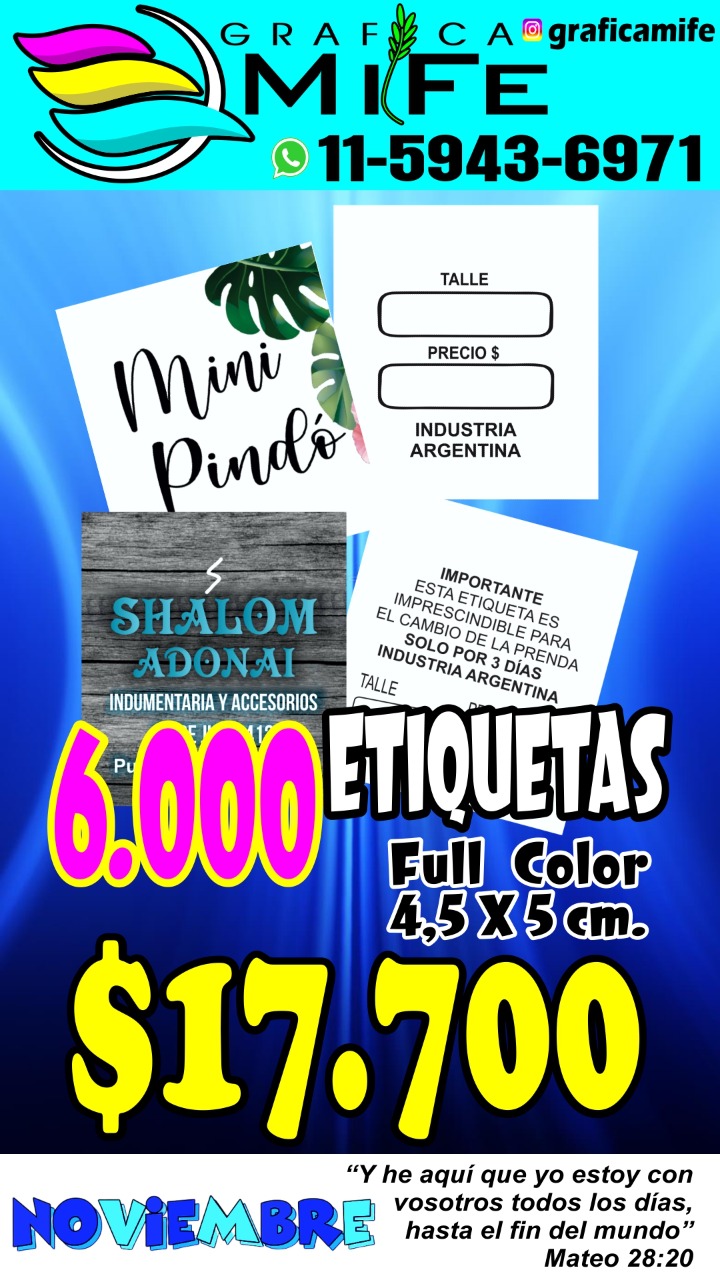 GRAFICA
graficamife
MIFE
11-5943-6971
Mini
Pindó
TALLE
PRECIO $
INDUSTRIA
ARGENTINA
SHALOM
ADONAI
INDUMENTARIA Y ACCESORIOS
IMPORTANTE
ESTA ETIQUETA ES
IMPRESCINDIBLE PARA
EL CAMBIO DE LA PRENDA
SOLO POR 3 DÍAS
INDUSTRIA ARGENTINA
TALLE
6.000
ETIQUETAS
Full Color
4,5 X 5 cm.
$17.700
NOVIEMBRE
“Y he aquí que yo estoy con
vosotros todos los días,
hasta el fin del mundo”
Mateo 28:20